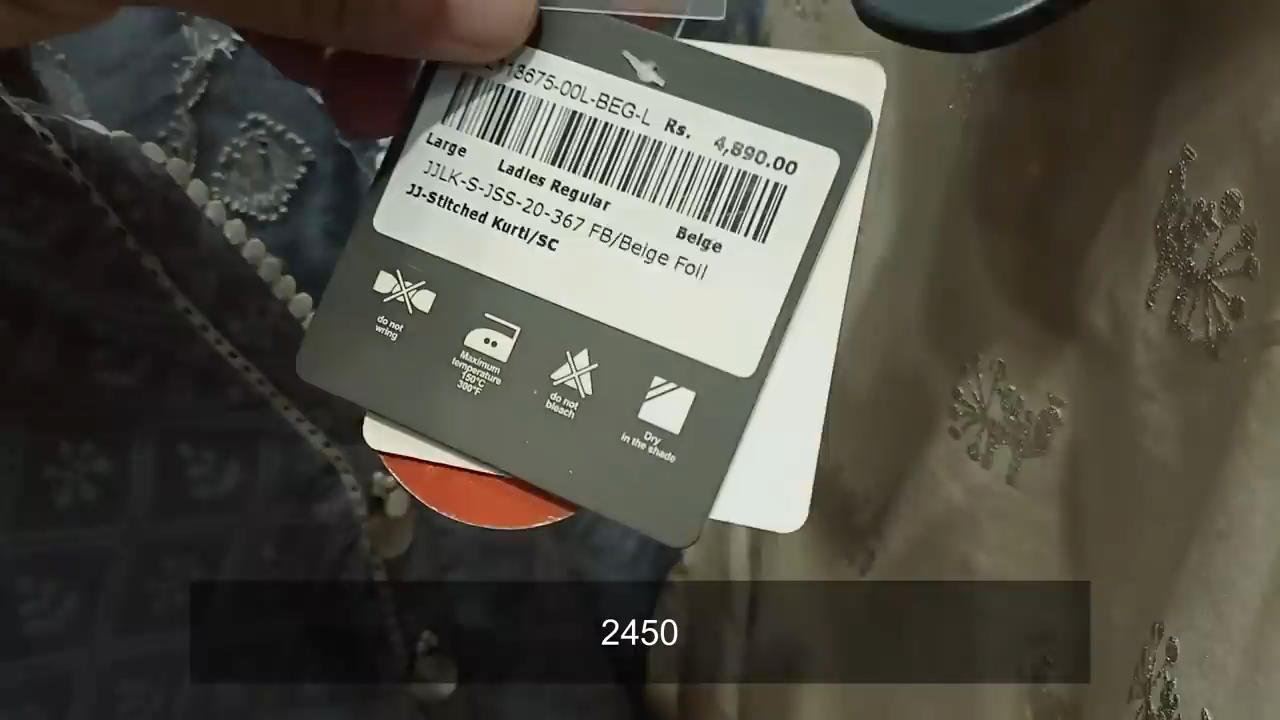 13675-00L-BEG-L Rs. 4,890.00
Large Ladies Regular Beige
JJLK-S-JSS-20-367 FB/Beige Foil
JJ-Stitched Kurti/SC
do not
wring
Maximum
temperature
150°C
300°F
do not
bleach
Dry
in the shade
2450